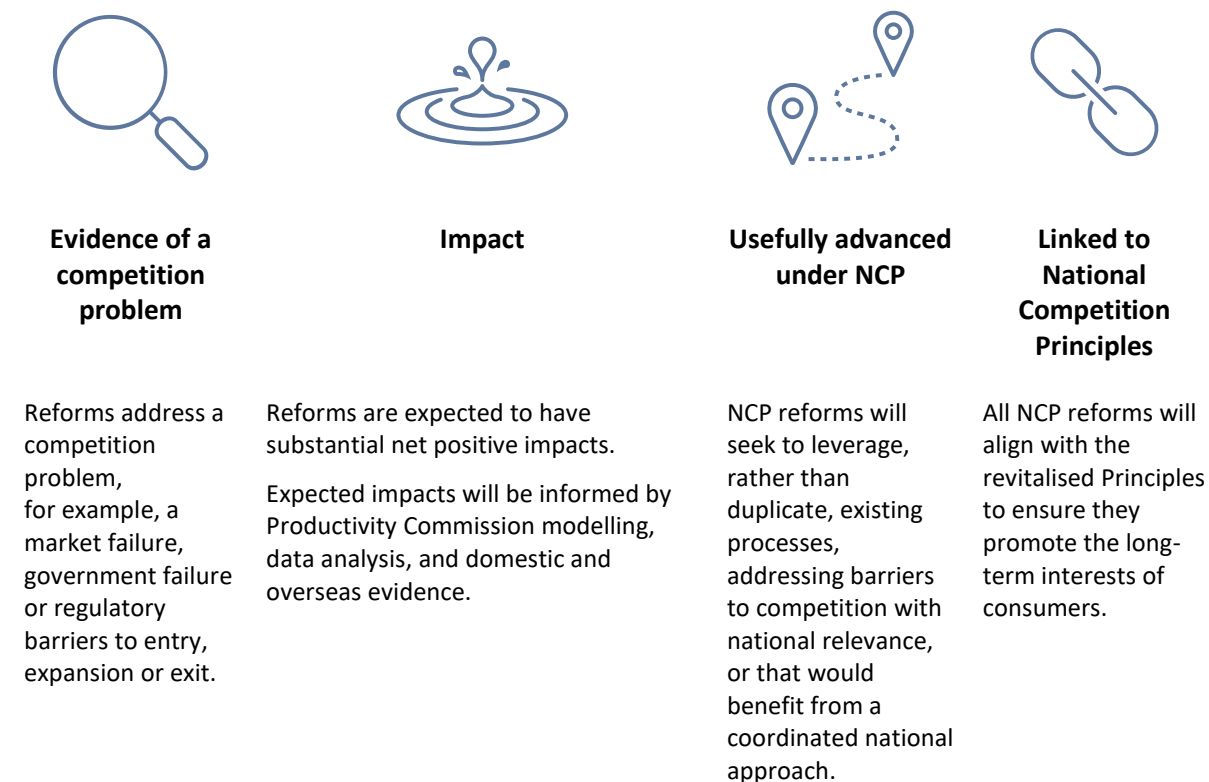 Evidence of a
competition
problem
Reforms address a
competition
problem,
for example, a
market failure,
government failure
or regulatory
barriers to entry,
expansion or exit.
Impact
Reforms are expected to have
substantial net positive impacts.
Expected impacts will be informed by
Productivity Commission modelling,
data analysis, and domestic and
overseas evidence.
Usefully advanced
under NCP
NCP reforms will
seek to leverage,
rather than
duplicate, existing
processes,
addressing barriers
to competition with
national relevance,
or that would
benefit from a
coordinated national
approach.
Linked to
National
Competition
Principles
All NCP reforms will
align with the
revitalised Principles
to ensure they
promote the long-
term interests of
consumers.